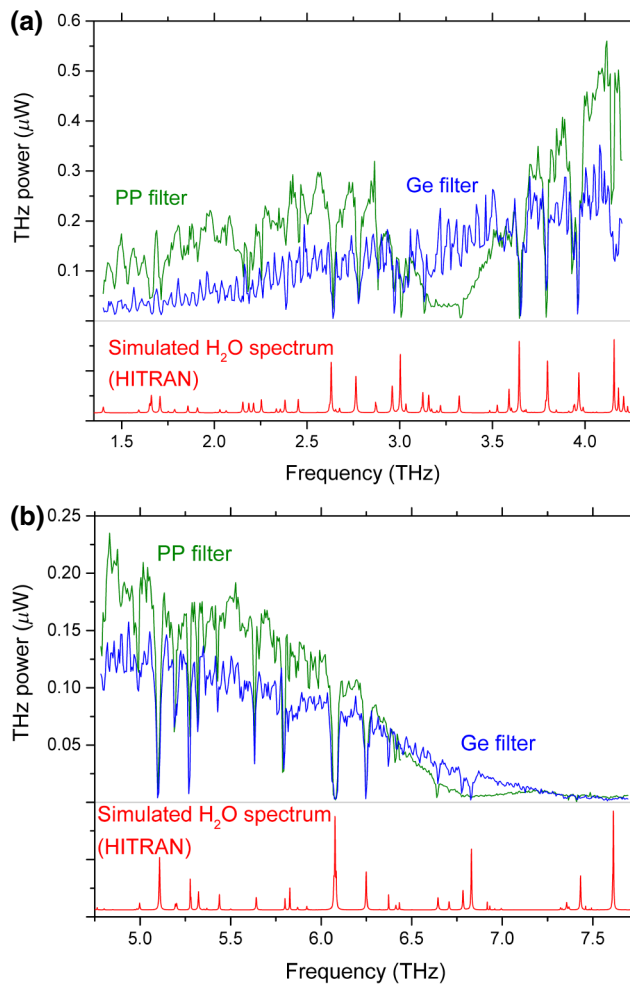 (a)
0.6
0.5
0.4
0.3
0.2
0.1
THz power (μW)
PP filter
Ge filter
Simulated H₂O spectrum
(HITRAN)
1.5 2.0 2.5 3.0 3.5 4.0
Frequency (THz)
(b)
0.25
0.20
0.15
0.10
0.05
THz power (μW)
PP filter
Ge filter
Simulated H₂O spectrum
(HITRAN)
5.0 5.5 6.0 6.5 7.0 7.5
Frequency (THz)